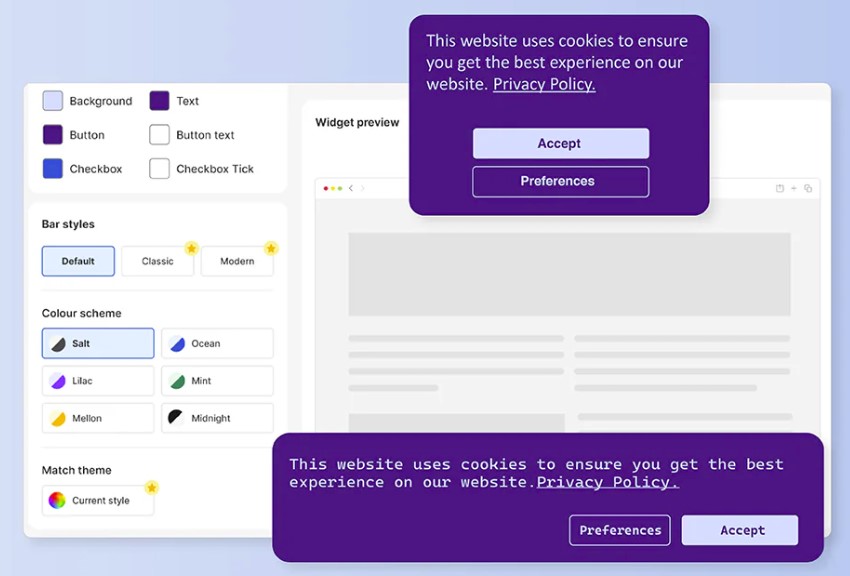 This website uses cookies to ensure
you get the best experience on our
website. Privacy Policy.
Accept
Preferences
Background
Text
Button
Button text
Checkbox
Checkbox Tick
Widget preview
Bar styles
Default
Classic
Modern
Colour scheme
Salt
Ocean
Lilac
Mint
Mellon
Midnight
Match theme
Current style
This website uses cookies to ensure you get the best
experience on our website.Privacy Policy.
Preferences
Accept